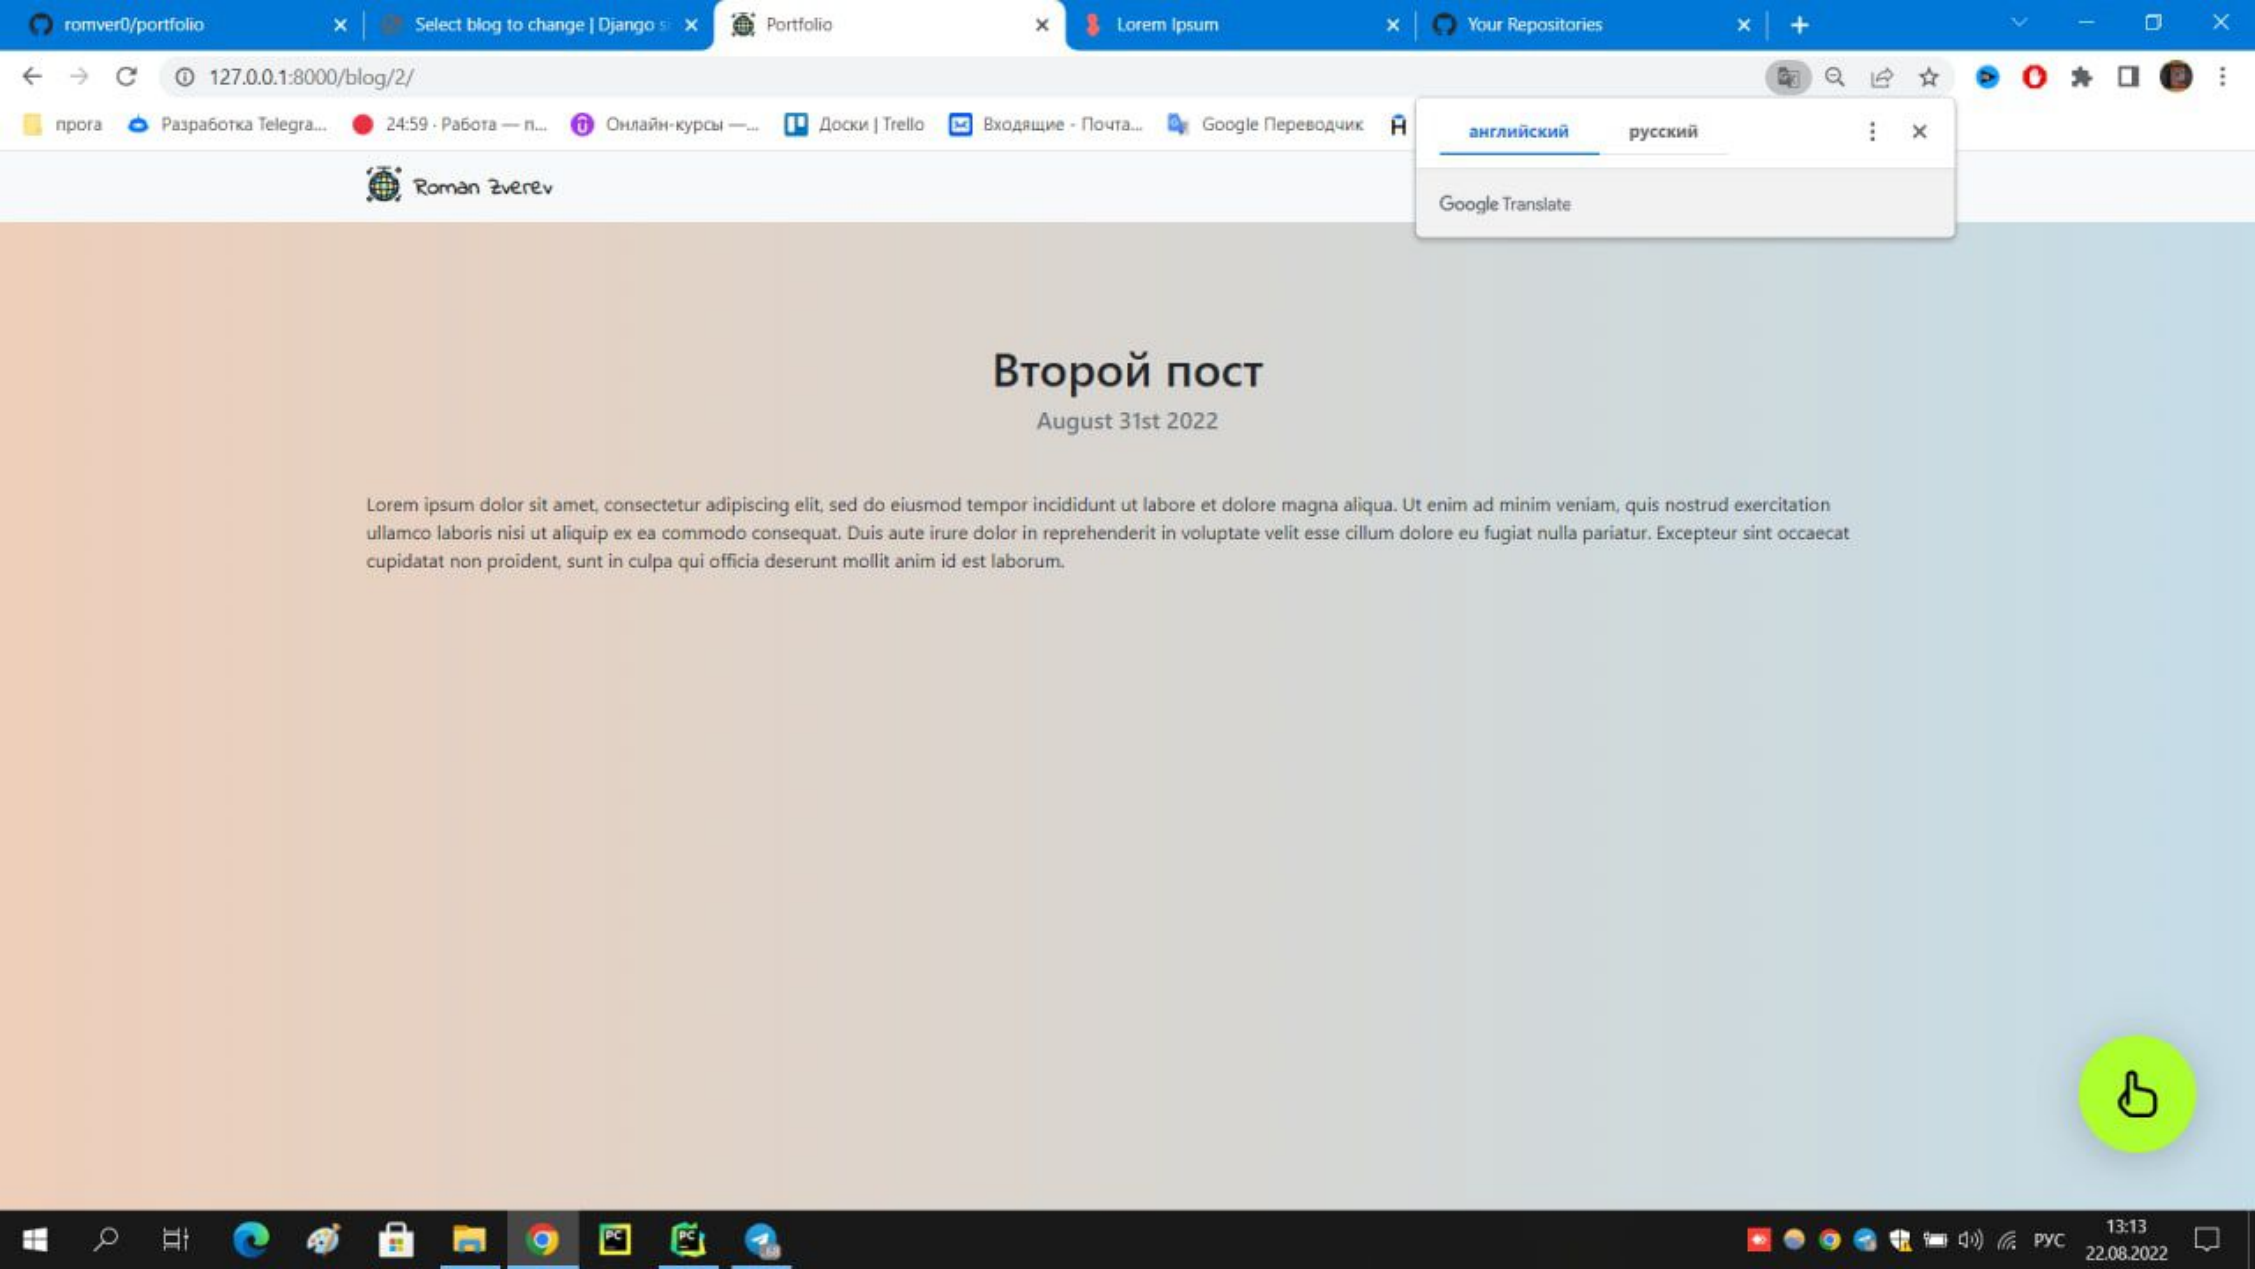 romver0/portfolio
Select blog to change | Django s
Portfolio
Lorem Ipsum
Your Repositories
127.0.0.1:8000/blog/2/
прога
Разработка Telegra...
24:59 - Работа — п...
Онлайн-курсы —...
Доски | Trello
Входящие - Почта...
Google Переводчик
английский
русский
Google Translate
Roman Zverev
Второй пост
August 31st 2022
Lorem ipsum dolor sit amet, consectetur adipiscing elit, sed do eiusmod tempor incididunt ut labore et dolore magna aliqua. Ut enim ad minim veniam, quis nostrud exercitation
ullamco laboris nisi ut aliquip ex ea commodo consequat. Duis aute irure dolor in reprehenderit in voluptate velit esse cillum dolore eu fugiat nulla pariatur. Excepteur sint occaecat
cupidatat non proident, sunt in culpa qui officia deserunt mollit anim id est laborum.
PC
PC
РУС
13:13
22.08.2022